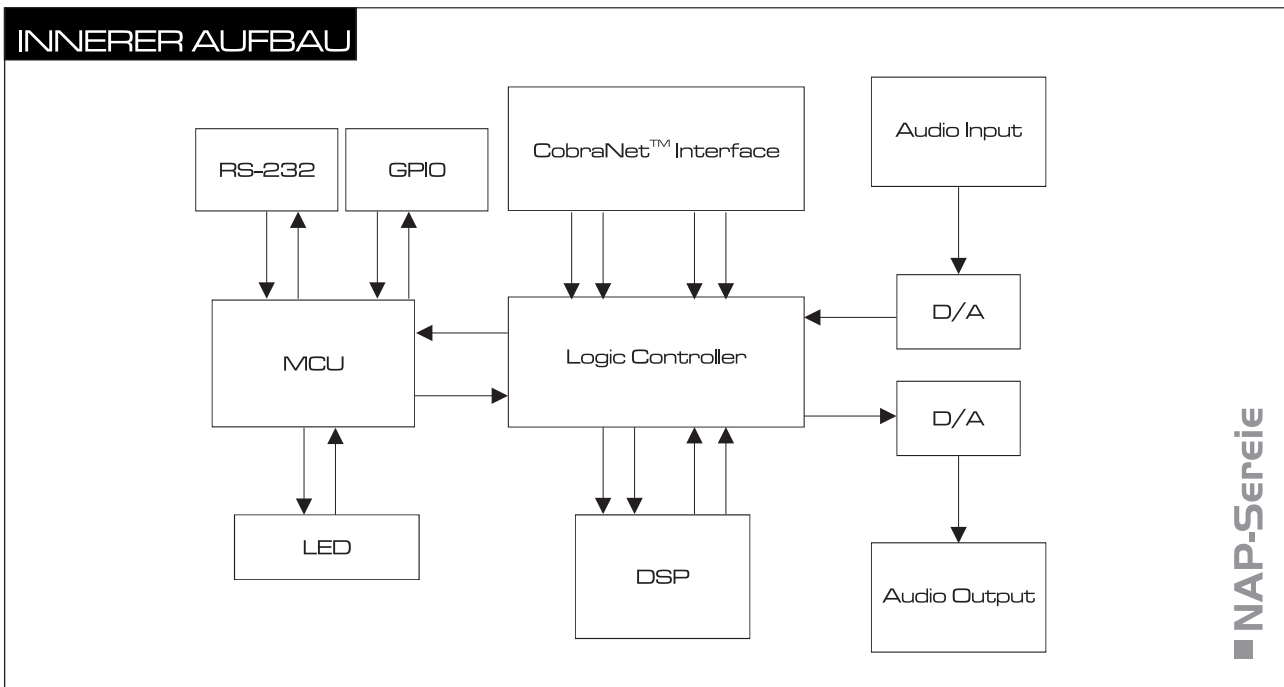 INNERER AUFBAU
RS-232
GPIO
CobraNet™ Interface
Audio Input
D/A
MCU
Logic Controller
D/A
LED
DSP
Audio Output
NAP-Sereie